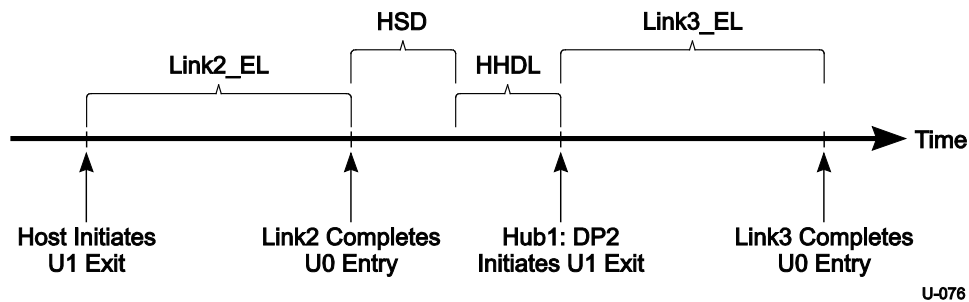 HSD
Link3_EL
Link2_EL
HHDL
Time
Host Initiates
U1 Exit
Link2 Completes
U0 Entry
Hub1: DP2
Initiates U1 Exit
Link3 Completes
U0 Entry
U-076